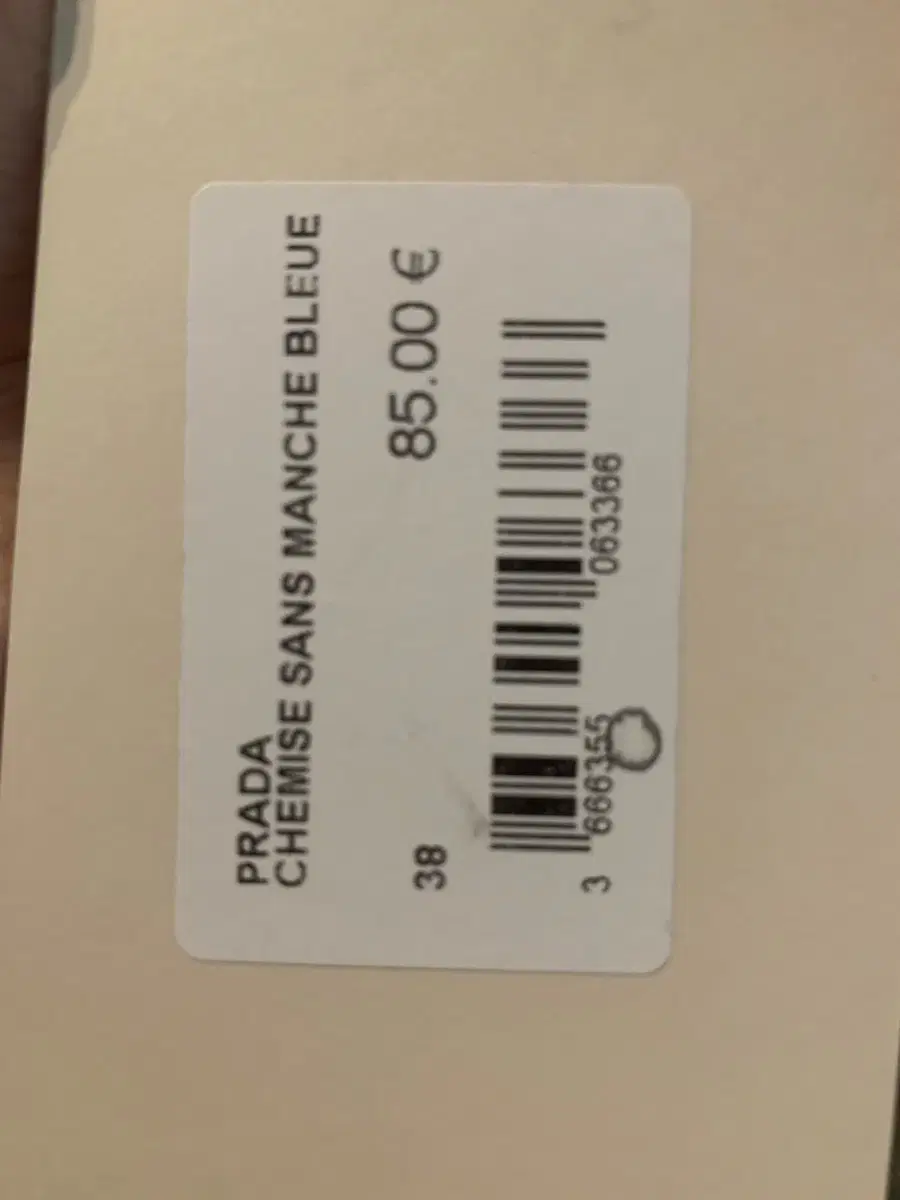 PRADA
CHEMISE SANS MANCHE BLEUE
38 85.00 €
3 666355 063366